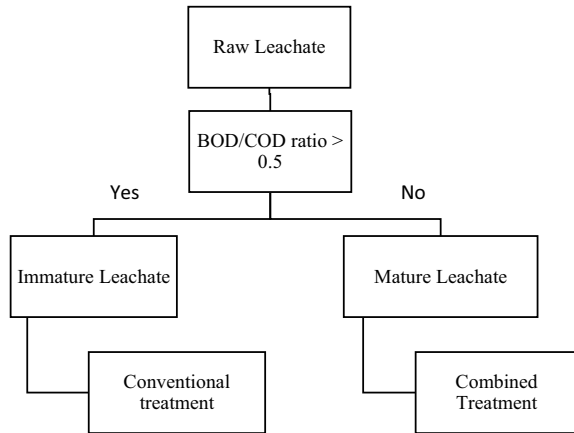 Raw Leachate
BOD/COD ratio >
0.5
Yes
No
Immature Leachate
Mature Leachate
Conventional
treatment
Combined
Treatment